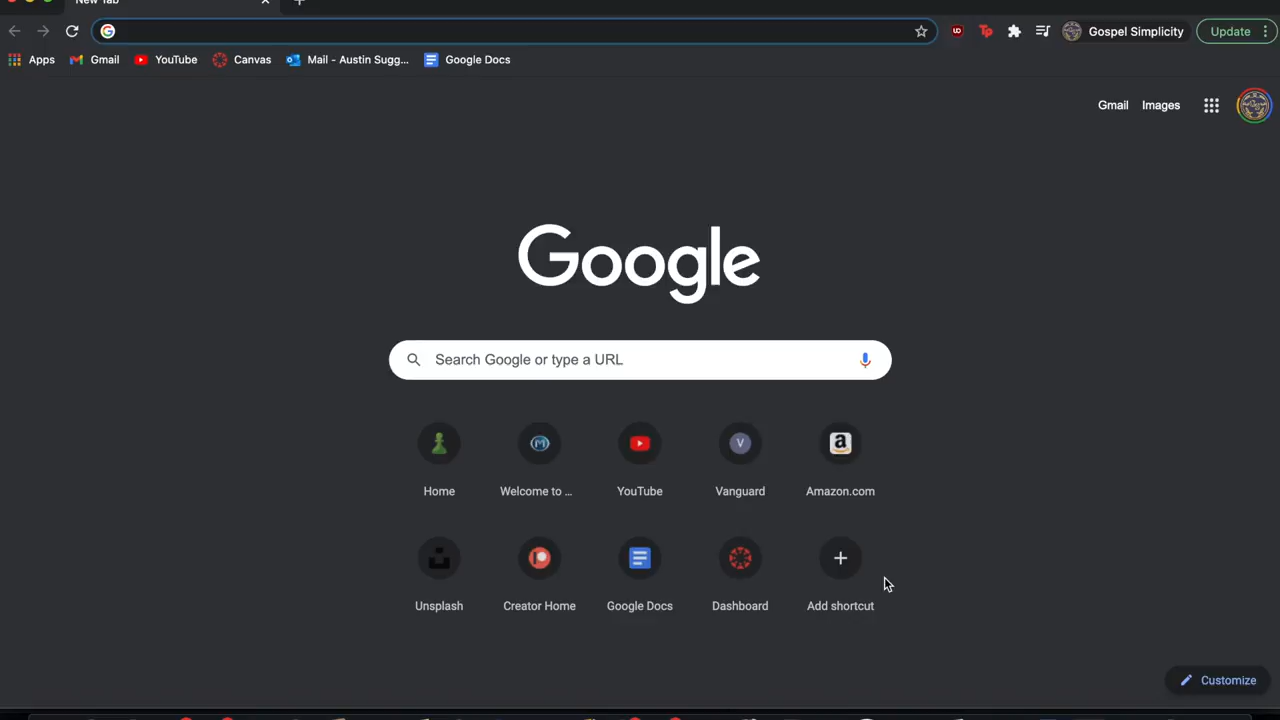 New Tab
Gospel Simplicity
Update
Apps
Gmail
YouTube
Canvas
Mail - Austin Sugg...
Google Docs
Gmail
Images
Google
Search Google or type a URL
Home
Welcome to ...
YouTube
Vanguard
Amazon.com
Unsplash
Creator Home
Google Docs
Dashboard
Add shortcut
Customize